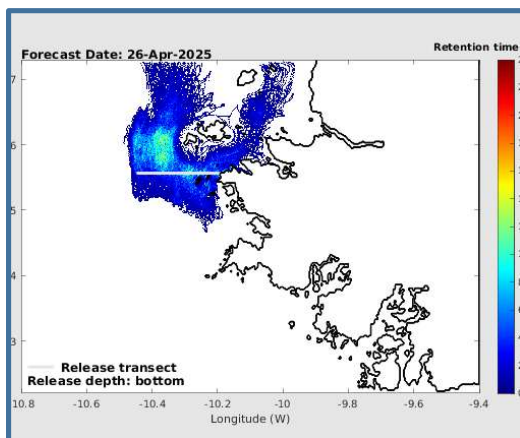 Forecast Date: 26-Apr-2025
Retention time
7
6
5
4
3
Release transect
Release depth: bottom
10.8 -10.6 -10.4 -10.2 -10 -9.8 -9.6 -9.4
Longitude (W)